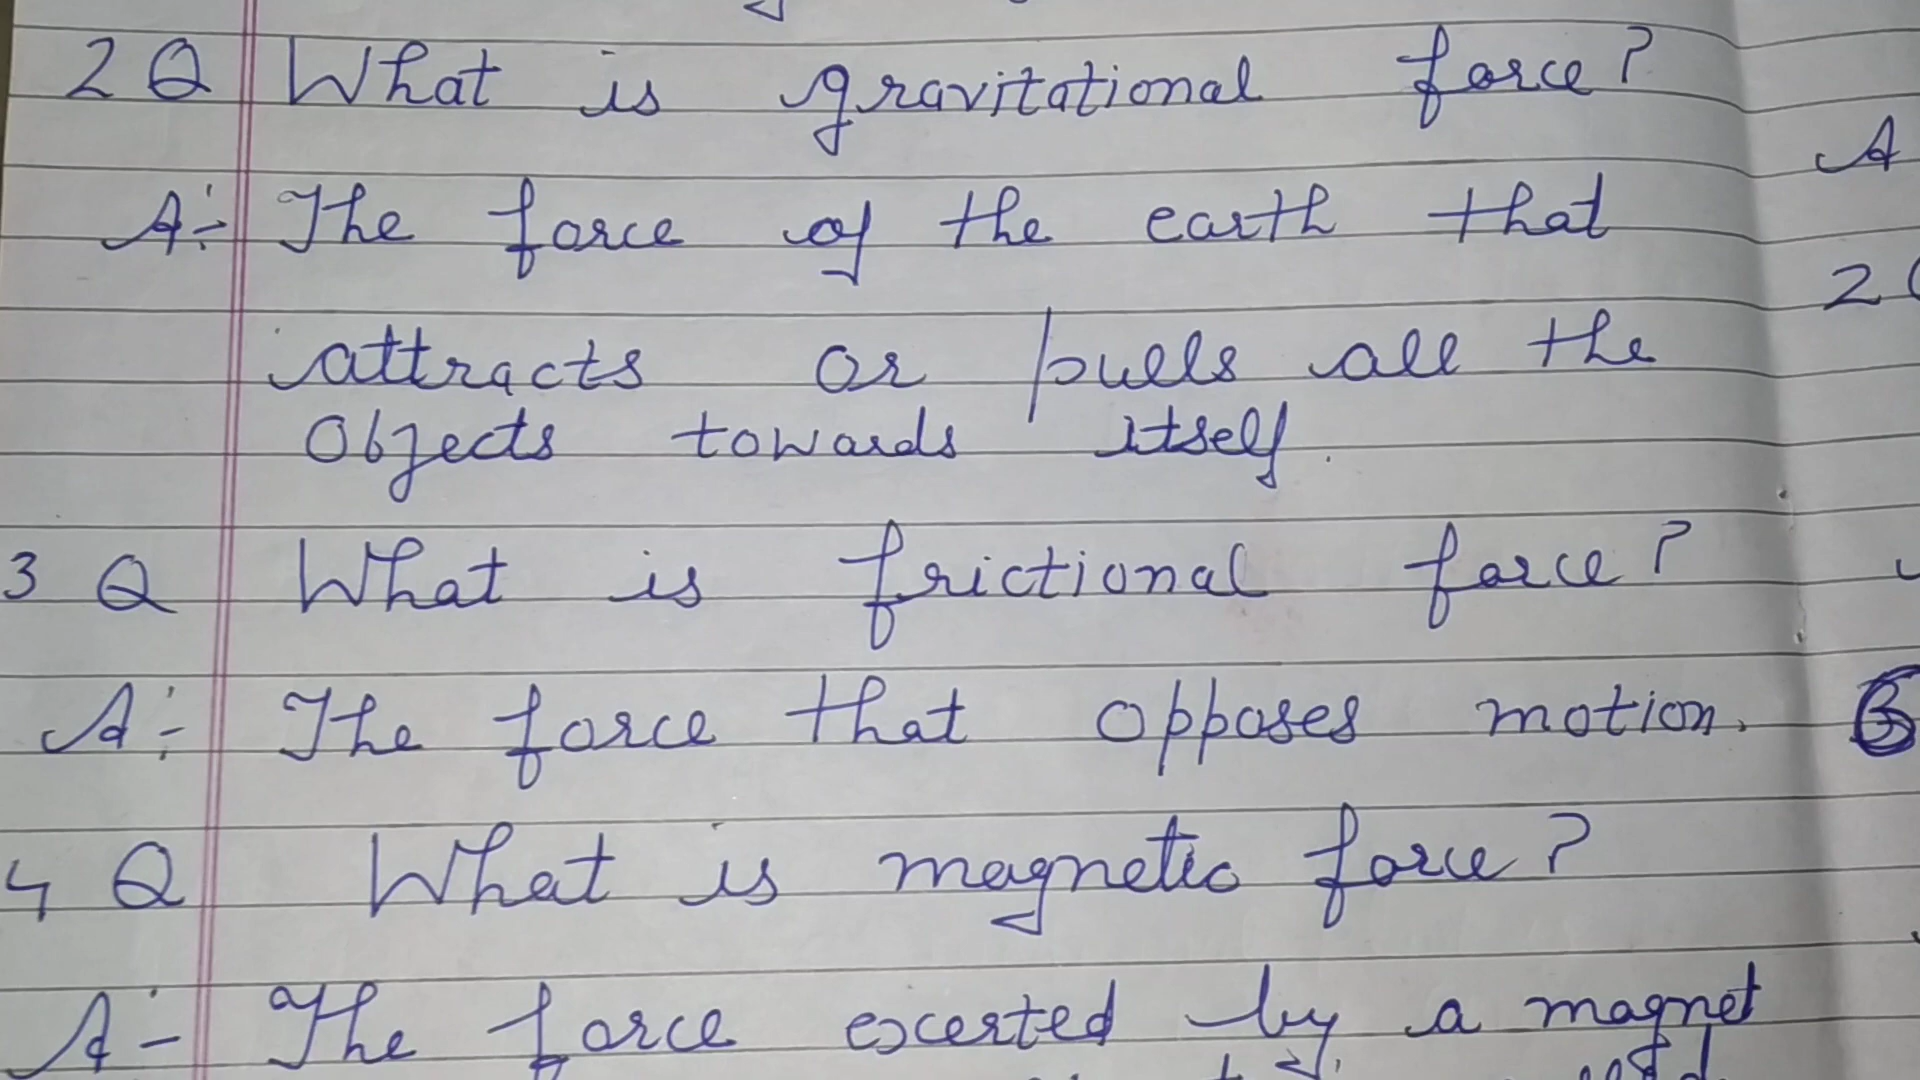 2 Q What is gravitational force?
A:- The force of the earth that
attracts or pulls all the
Objects towards itself.
3 Q What is frictional force?
A:- The force that opposes motion.
4 Q What is magnetic force?
A:- The force excerted by a magnet
A
2